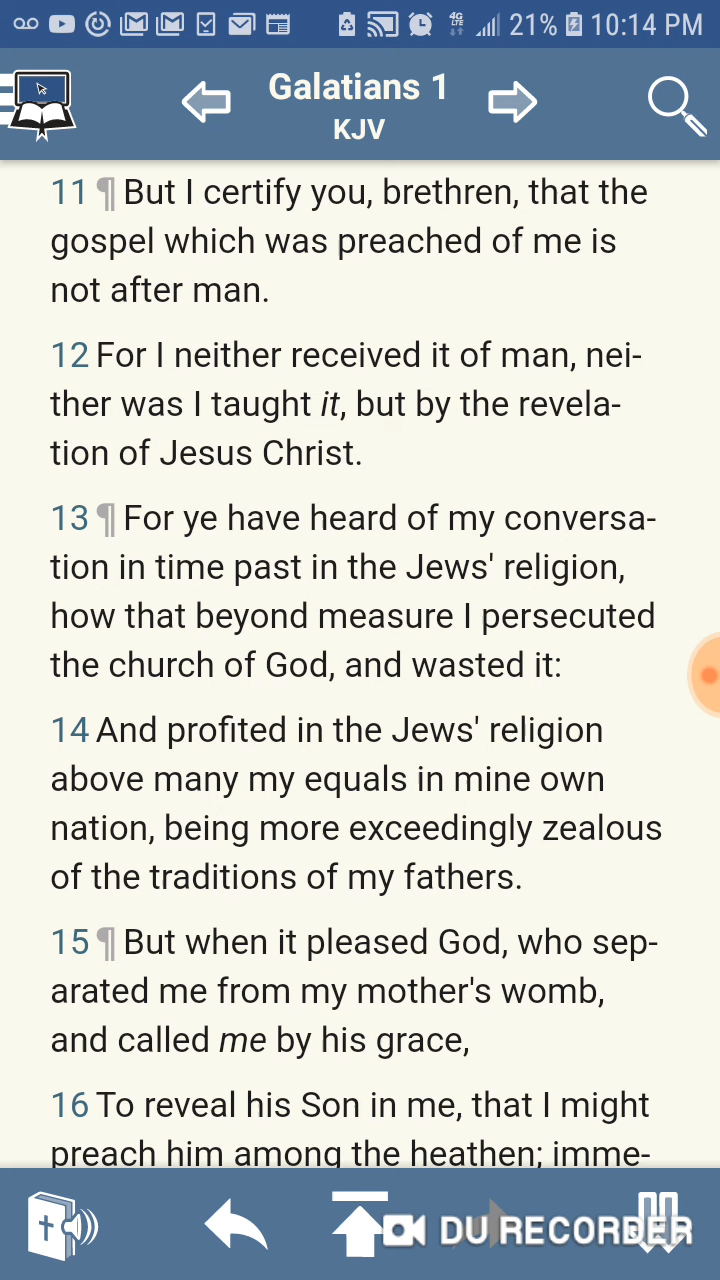 4G
LTE
21%
10:14 PM
Galatians 1
KJV
11 ¶ But I certify you, brethren, that the
gospel which was preached of me is
not after man.
12 For I neither received it of man, nei-
ther was I taught it, but by the revela-
tion of Jesus Christ.
13 ¶ For ye have heard of my conversa-
tion in time past in the Jews' religion,
how that beyond measure I persecuted
the church of God, and wasted it:
14 And profited in the Jews' religion
above many my equals in mine own
nation, being more exceedingly zealous
of the traditions of my fathers.
15 ¶ But when it pleased God, who sep-
arated me from my mother's womb,
and called me by his grace,
16 To reveal his Son in me, that I might
preach him among the heathen; imme-
DU RECORDER